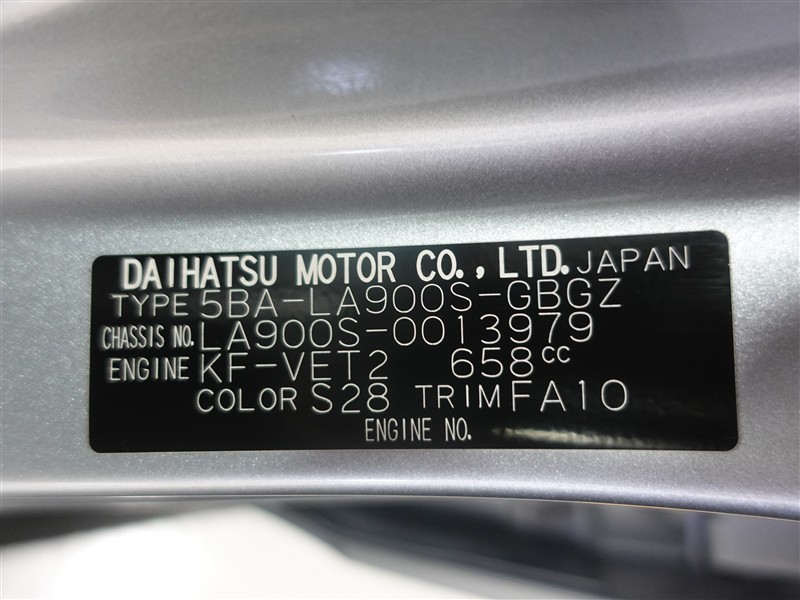 DAIHATSU MOTOR CO., LTD. JAPAN
TYPE 5BA-LA900S-GBGZ
CHASSIS NO. LA900S-0013979
ENGINE KF-VET2 658cc
COLOR S28 TRIM FA10
ENGINE NO.